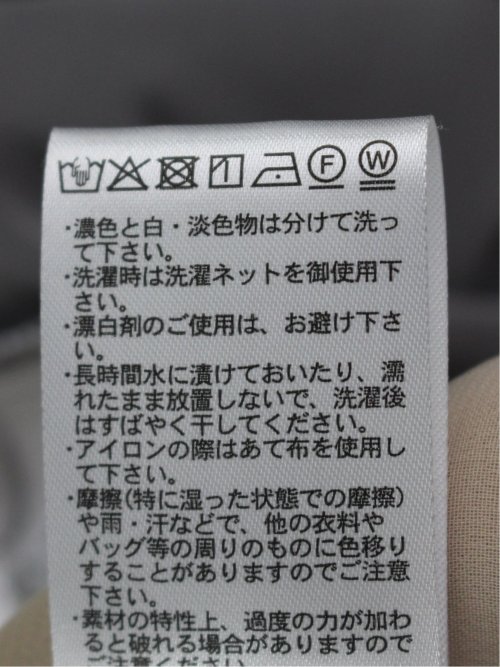 F W
・濃色と白・淡色物は分けて洗っ
て下さい。
・洗濯時は洗濯ネットを御使用下
さい。
・漂白剤のご使用は、お避け下さ
い。
・長時間水に漬けておいたり、濡
れたまま放置しないで、洗濯後
はすばやく干してください。
・アイロンの際はあて布を使用し
て下さい。
・摩擦(特に湿った状態での摩擦)
や雨・汗などで、他の衣料や
バッグ等の周りのものに色移り
することがありますのでご注意
下さい。
・素材の特性上、過度の力が加わ
ると破れる場合がありますので
ご注意下さい。